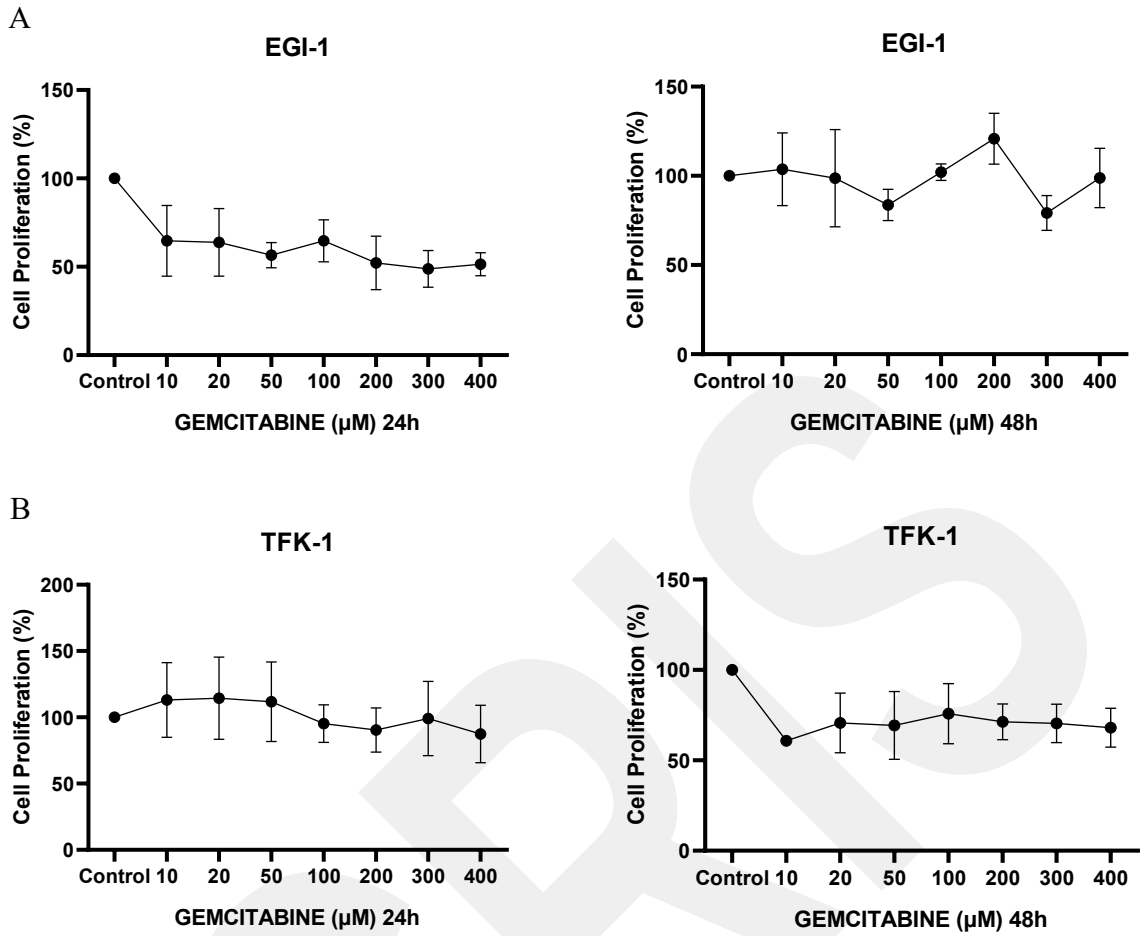 A
EGI-1
Cell Proliferation (%)
150
100
50
0
Control 10 20 50 100 200 300 400
GEMCITABINE (µM) 24h
EGI-1
Cell Proliferation (%)
150
100
50
0
Control 10 20 50 100 200 300 400
GEMCITABINE (µM) 48h
B
TFK-1
Cell Proliferation (%)
200
150
100
50
0
Control 10 20 50 100 200 300 400
GEMCITABINE (µM) 24h
TFK-1
Cell Proliferation (%)
150
100
50
0
Control 10 20 50 100 200 300 400
GEMCITABINE (µM) 48h